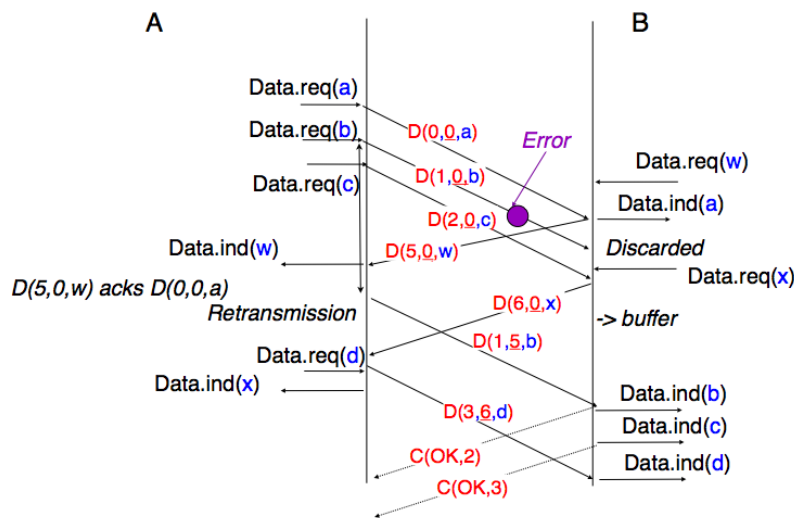 A
B
Data.req(a)
Data.req(b)
D(0,0,a)
Error
Data.req(w)
Data.req(c)
D(1,0,b)
Data.ind(a)
D(2,0,c)
Data.ind(w)
D(5,0,w)
Discarded
Data.req(x)
D(5,0,w) acks D(0,0,a)
D(6,0,x)
Retransmission
-> buffer
D(1,5,b)
Data.req(d)
Data.ind(x)
Data.ind(b)
D(3,6,d)
Data.ind(c)
C(OK,2)
Data.ind(d)
C(OK,3)